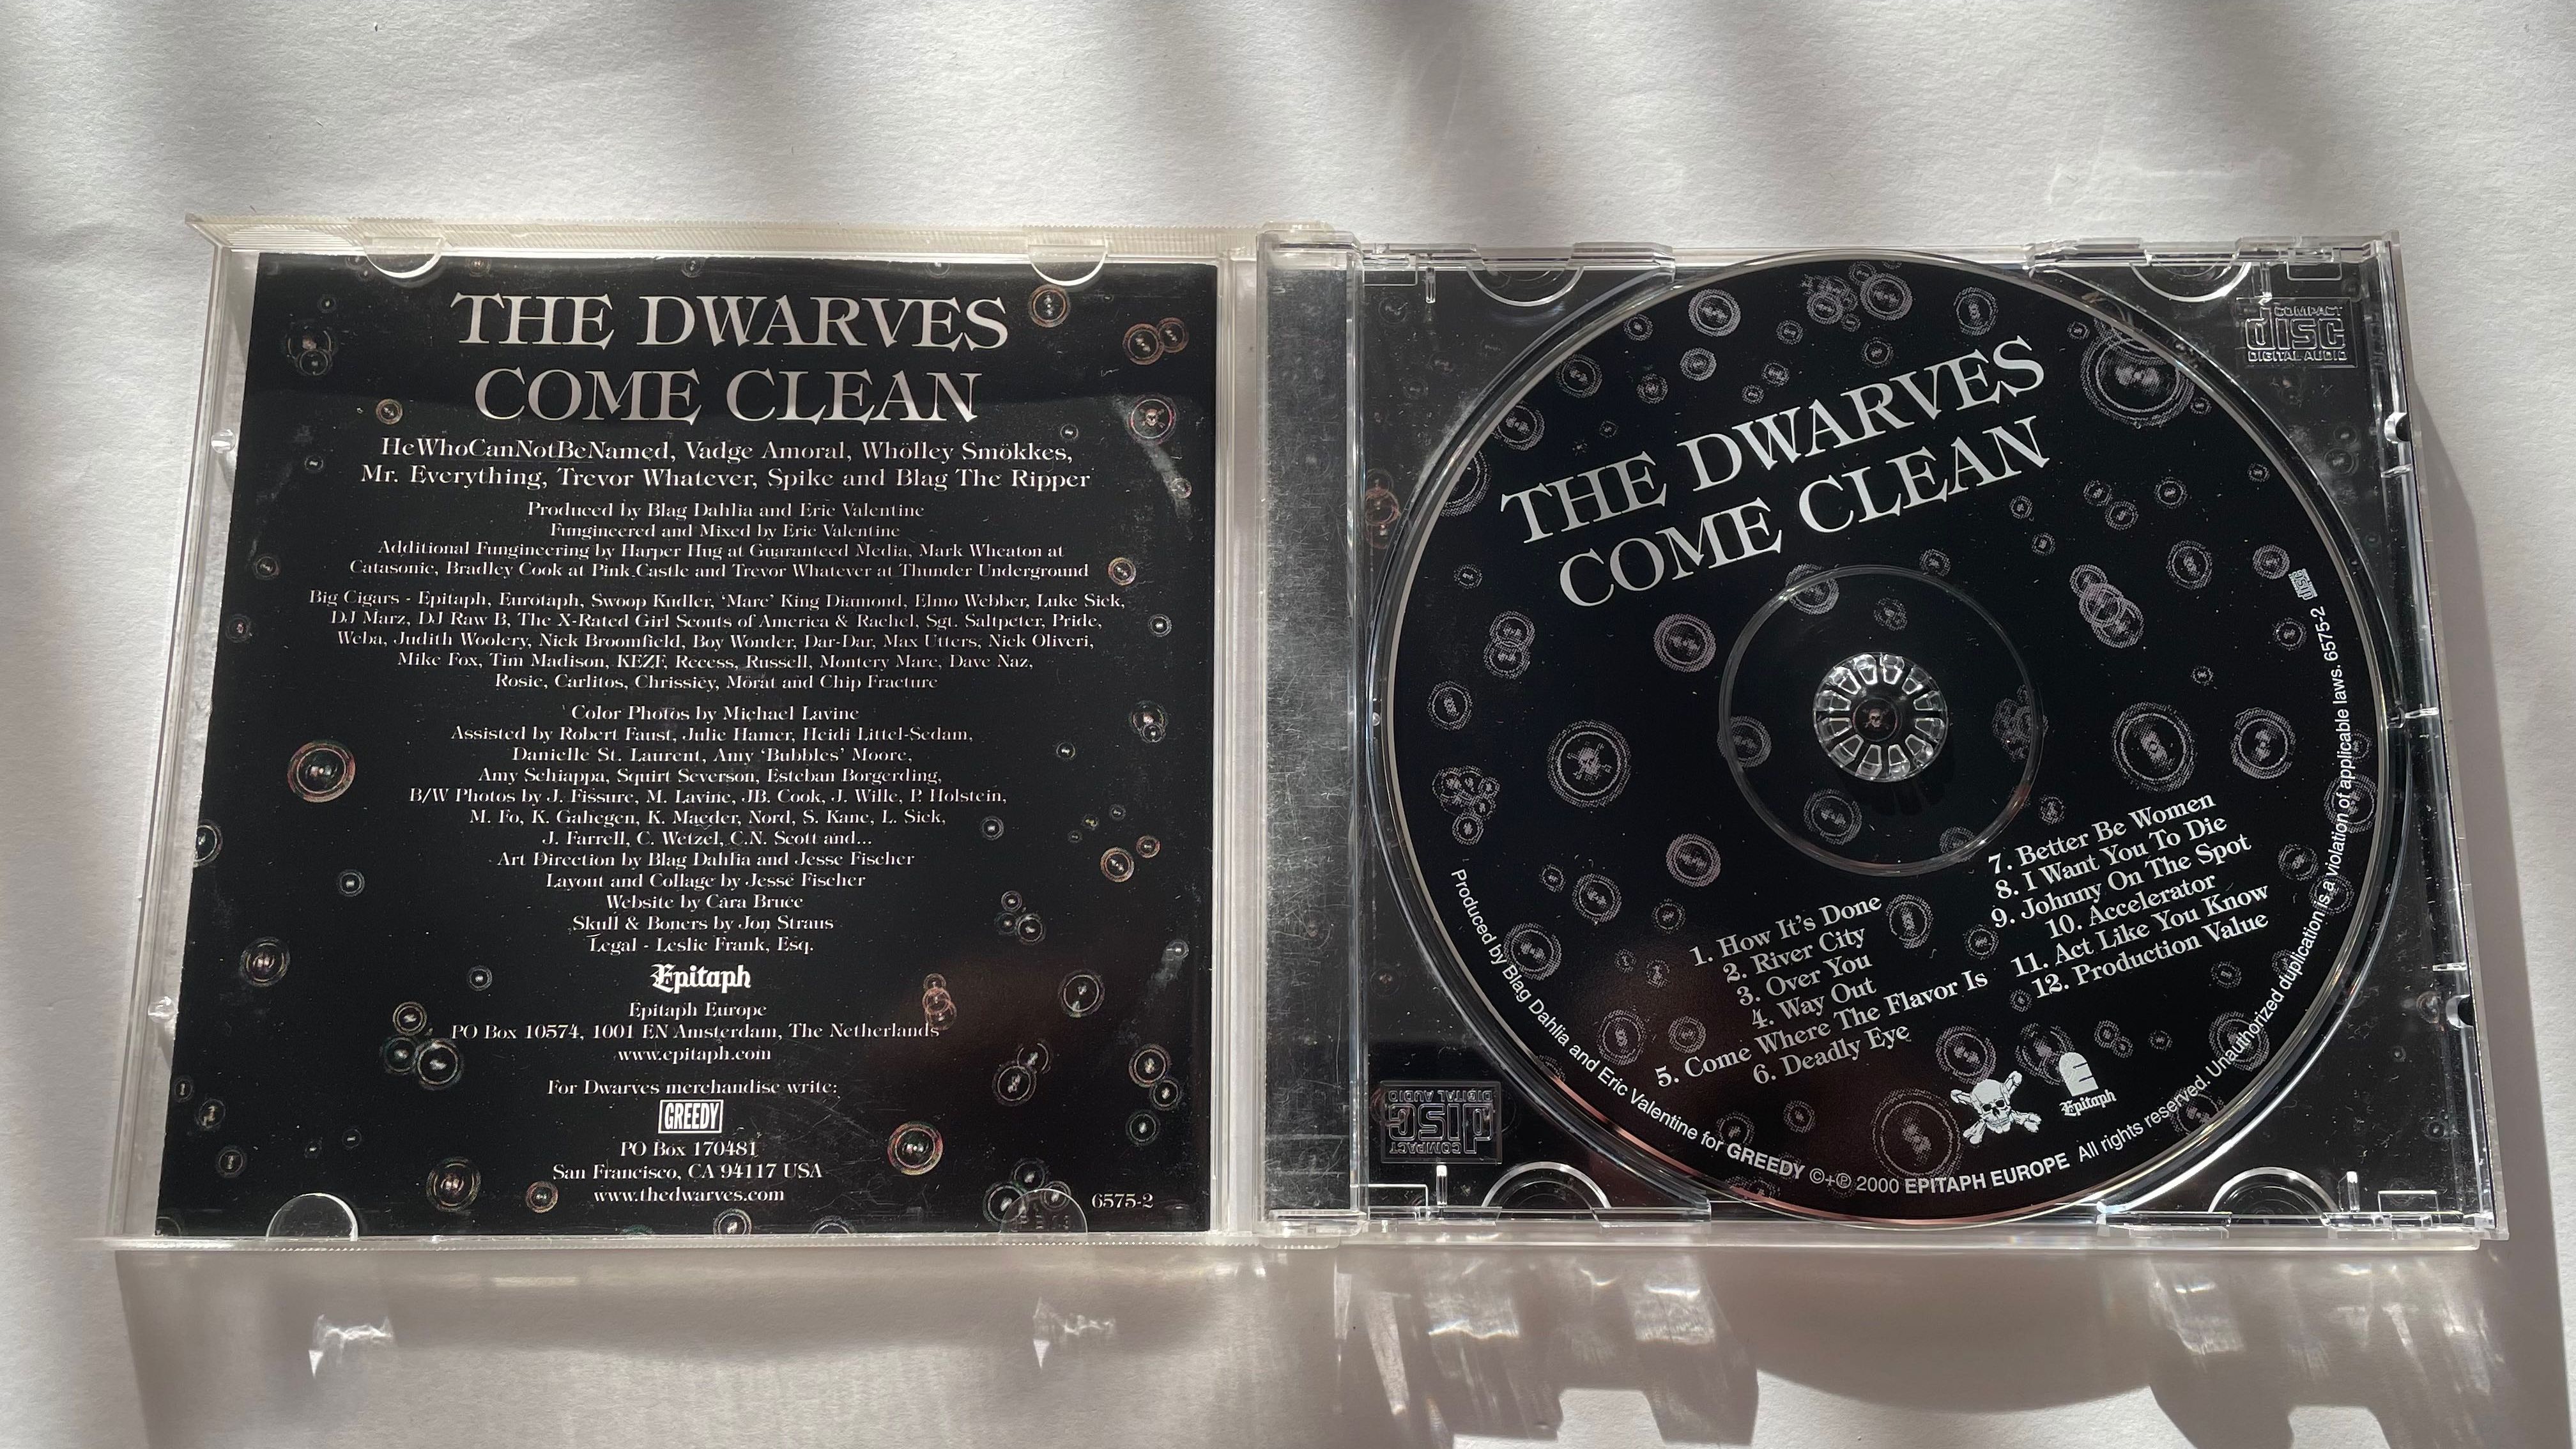 THE DWARVES
COME CLEAN
HeWhoCanNotBeNamed, Vadge Amoral, Whölley Smökkes,
Mr. Everything, Trevor Whatever, Spike and Blag The Ripper
Produced by Blag Dahlia and Eric Valentine
Fungineered and Mixed by Eric Valentine
Additional Fungineering by Harper Hug at Guaranteed Media, Mark Wheaton at
Catasonic, Bradley Cook at Pink Castle and Trevor Whatever at Thunder Underground
Big Cigars - Epitaph, Eurotaph, Swoop Kudler, ‘Marc’ King Diamond, Elmo Webber, Luke Sick,
DJ Marz, DJ Raw B, The X-Rated Girl Scouts of America & Rachel, Sgt. Saltpeter, Pride,
Weba, Judith Woolery, Nick Broomfield, Boy Wonder, Dar-Dar, Max Utters, Nick Oliveri,
Mike Fox, Tim Madison, KEZF, Recess, Russell, Montery Marc, Dave Naz,
Rosie, Carlitos, Chrissiey, Mörat and Chip Fracture
Color Photos by Michael Lavine
Assisted by Robert Faust, Julie Hamer, Heidi Littel-Sedam,
Danielle St. Laurent, Amy ‘Bubbles’ Moore,
Amy Schiappa, Squirt Severson, Esteban Borgerding,
B/W Photos by J. Fissure, M. Lavine, JB. Cook, J. Wille, P. Holstein,
M. Fo, K. Gahegen, K. Maeder, Nord, S. Kane, L. Sick,
J. Farrell, C. Wetzel, C.N. Scott and...
Art Direction by Blag Dahlia and Jesse Fischer
Layout and Collage by Jesse Fischer
Website by Cara Bruce
Skull & Boners by Jon Straus
Legal - Leslie Frank, Esq.
Epitaph
Epitaph Europe
PO Box 10574, 1001 EN Amsterdam, The Netherlands
www.epitaph.com
For Dwarves merchandise write:
GREEDY
PO Box 170481
San Francisco, CA 94117 USA
www.thedwarves.com
6575-2
THE DWARVES
COME CLEAN
1. How It's Done
2. River City
3. Over You
4. Way Out
5. Come Where The Flavor Is
6. Deadly Eye
7. Better Be Women
8. I Want You To Die
9. Johnny On The Spot
10. Accelerator
11. Act Like You Know
12. Production Value
Epitaph
Produced by Blag Dahlia and Eric Valentine for GREEDY ©+℗ 2000 EPITAPH EUROPE All rights reserved. Unauthorized duplication is a violation of applicable laws. 6575-2
COMPACT
disc
DIGITAL AUDIO
COMPACT
disc
DIGITAL AUDIO